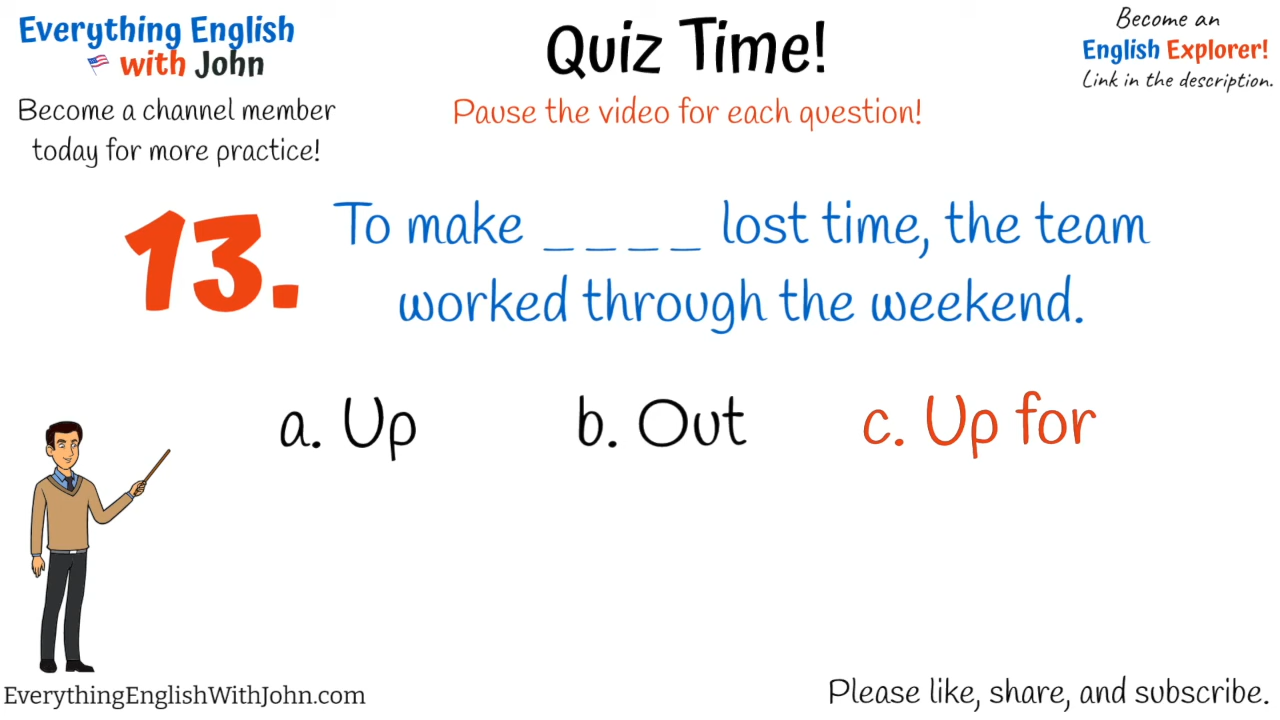 Everything English
with John
Become a channel member
today for more practice!
Quiz Time!
Pause the video for each question!
Become an
English Explorer!
Link in the description.
13. To make _ _ _ _ lost time, the team
worked through the weekend.
a. Up b. Out c. Up for
EverythingEnglishWithJohn.com
Please like, share, and subscribe.